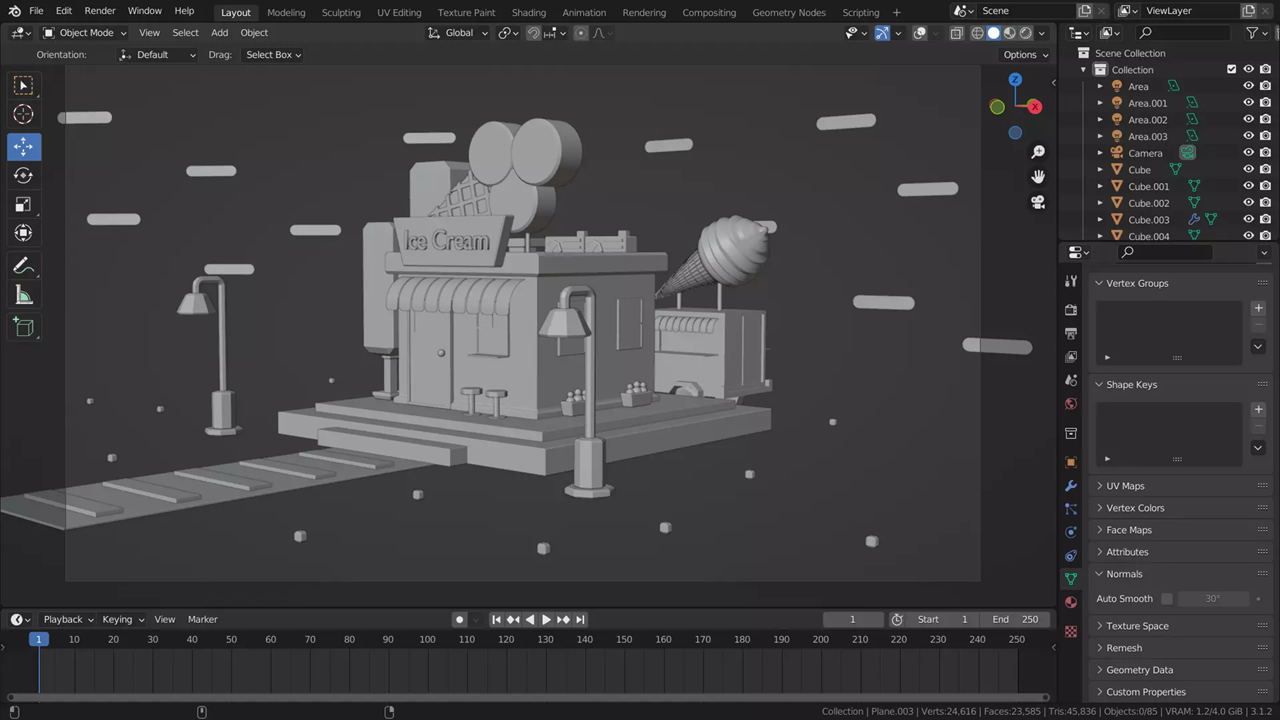 File Edit Render Window Help Layout Modeling Sculpting UV Editing Texture Paint Shading Animation Rendering Compositing Geometry Nodes Scripting Scene ViewLayer
Object Mode View Select Add Object Global
Orientation: Default Drag: Select Box Options
Scene Collection
Collection
Area
Area.001
Area.002
Area.003
Camera
Cube
Cube.001
Cube.002
Cube.003
Cube.004
Z
X
Ice Cream
Vertex Groups
Shape Keys
UV Maps
Vertex Colors
Face Maps
Attributes
Normals
Auto Smooth 30°
Texture Space
Remesh
Geometry Data
Custom Properties
Playback Keying View Marker 1 Start 1 End 250
1 10 20 30 40 50 60 70 80 90 100 110 120 130 140 150 160 170 180 190 200 210 220 230 240 250
Collection | Plane.003 | Verts:24,616 | Faces:23,585 | Tris:45,836 | Objects:0/85 | VRAM: 1.2/4.0 GiB | 3.1.2